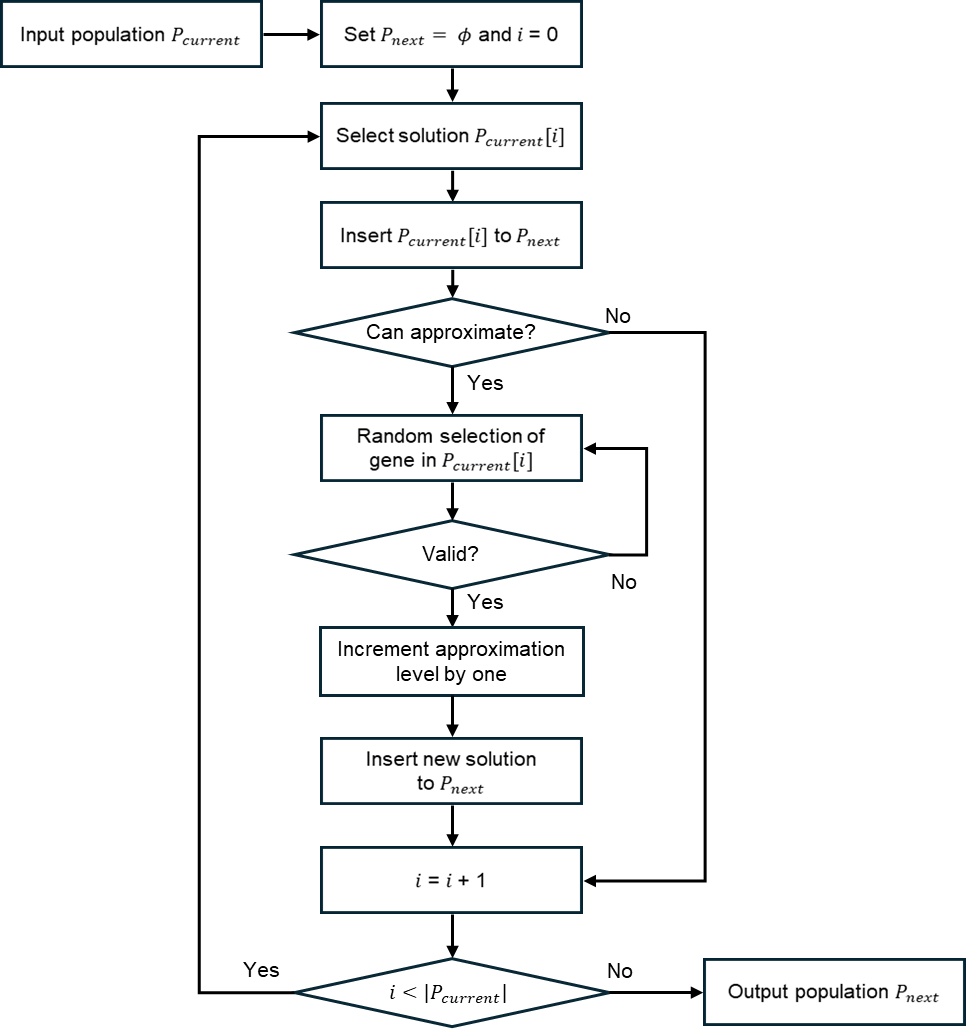 Input population P_current
Set P_next = ϕ and i = 0
Select solution P_current[i]
Insert P_current[i] to P_next
Can approximate?
No
Yes
Random selection of
gene in P_current[i]
Valid?
No
Yes
Increment approximation
level by one
Insert new solution
to P_next
i = i + 1
Yes
i < |P_current|
No
Output population P_next